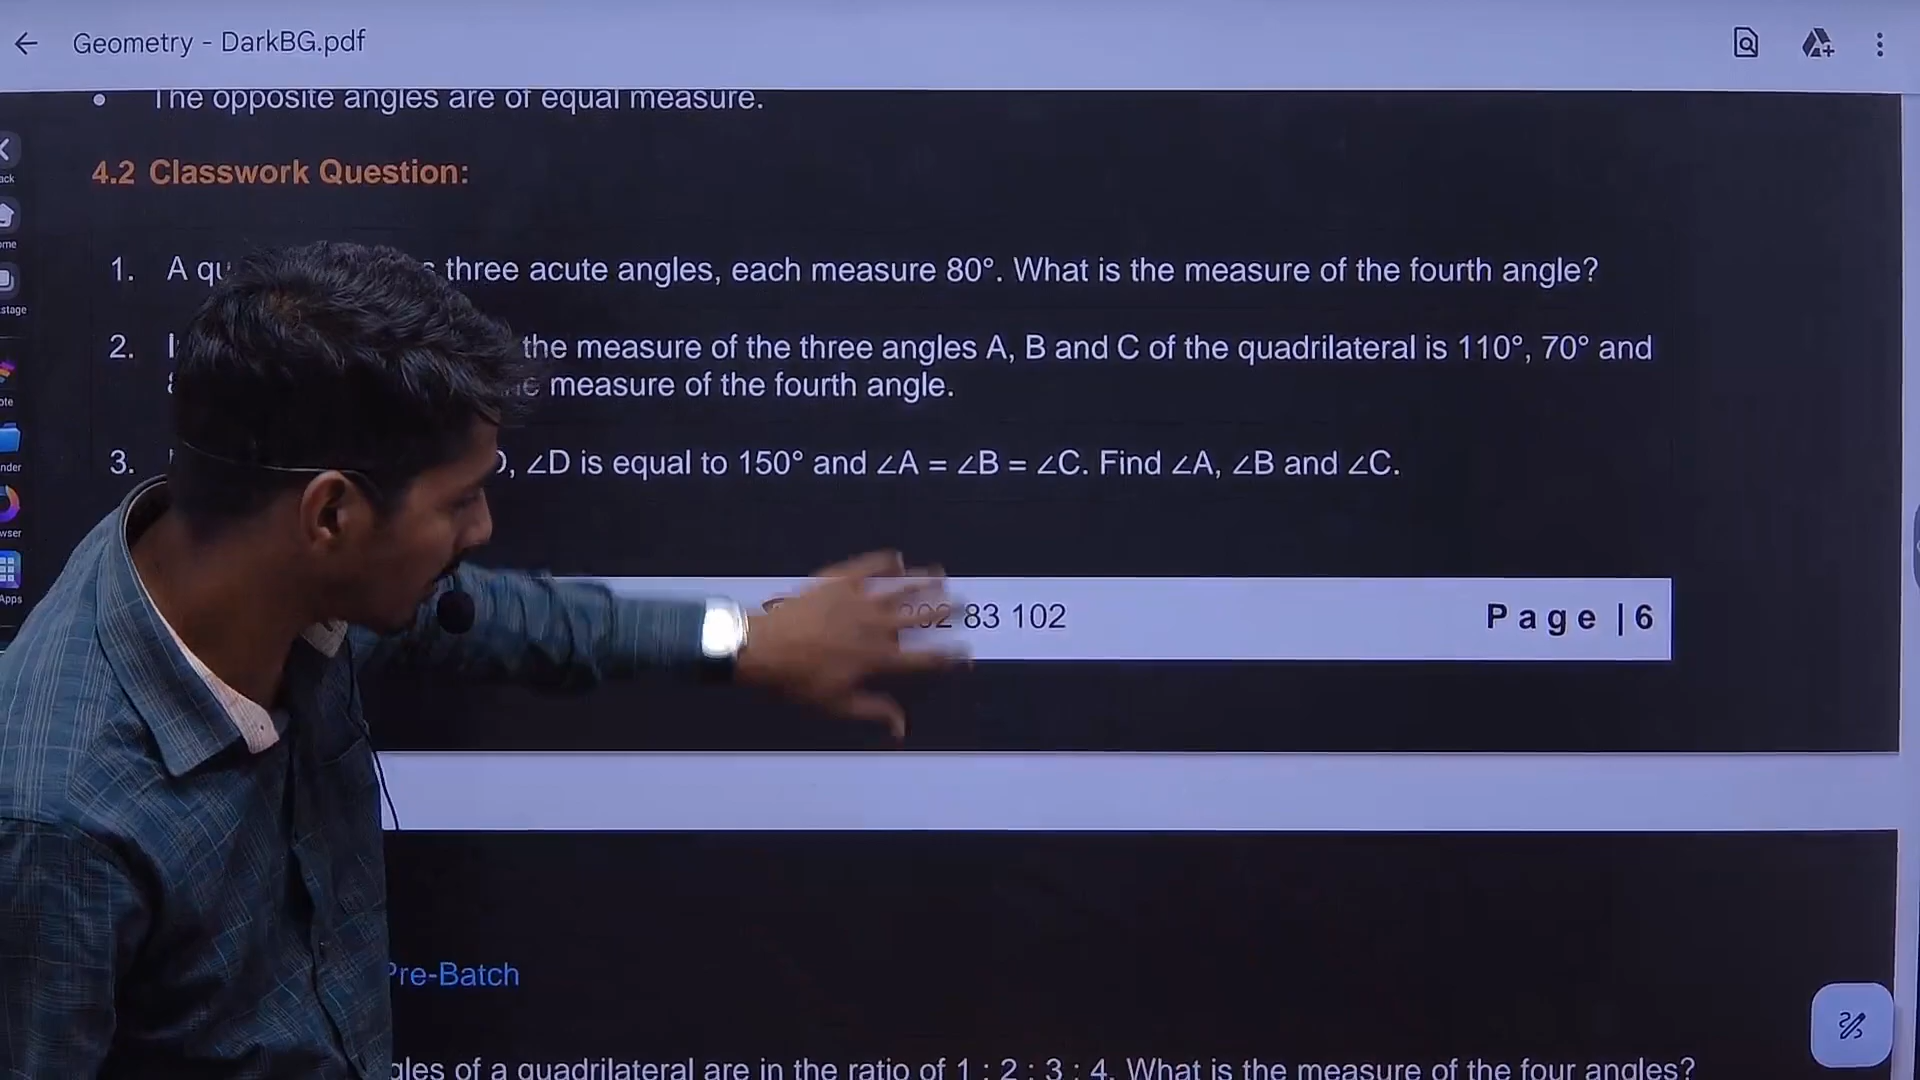 Geometry - DarkBG.pdf
The opposite angles are of equal measure.
4.2 Classwork Question:
1. A three acute angles, each measure 80°. What is the measure of the fourth angle?
2. the measure of the three angles A, B and C of the quadrilateral is 110°, 70° and
measure of the fourth angle.
3. ∠D is equal to 150° and ∠A = ∠B = ∠C. Find ∠A, ∠B and ∠C.
83 102
Page |6
Pre-Batch
of a quadrilateral are in the ratio of 1 : 2 : 3 : 4. What is the measure of the four angles?